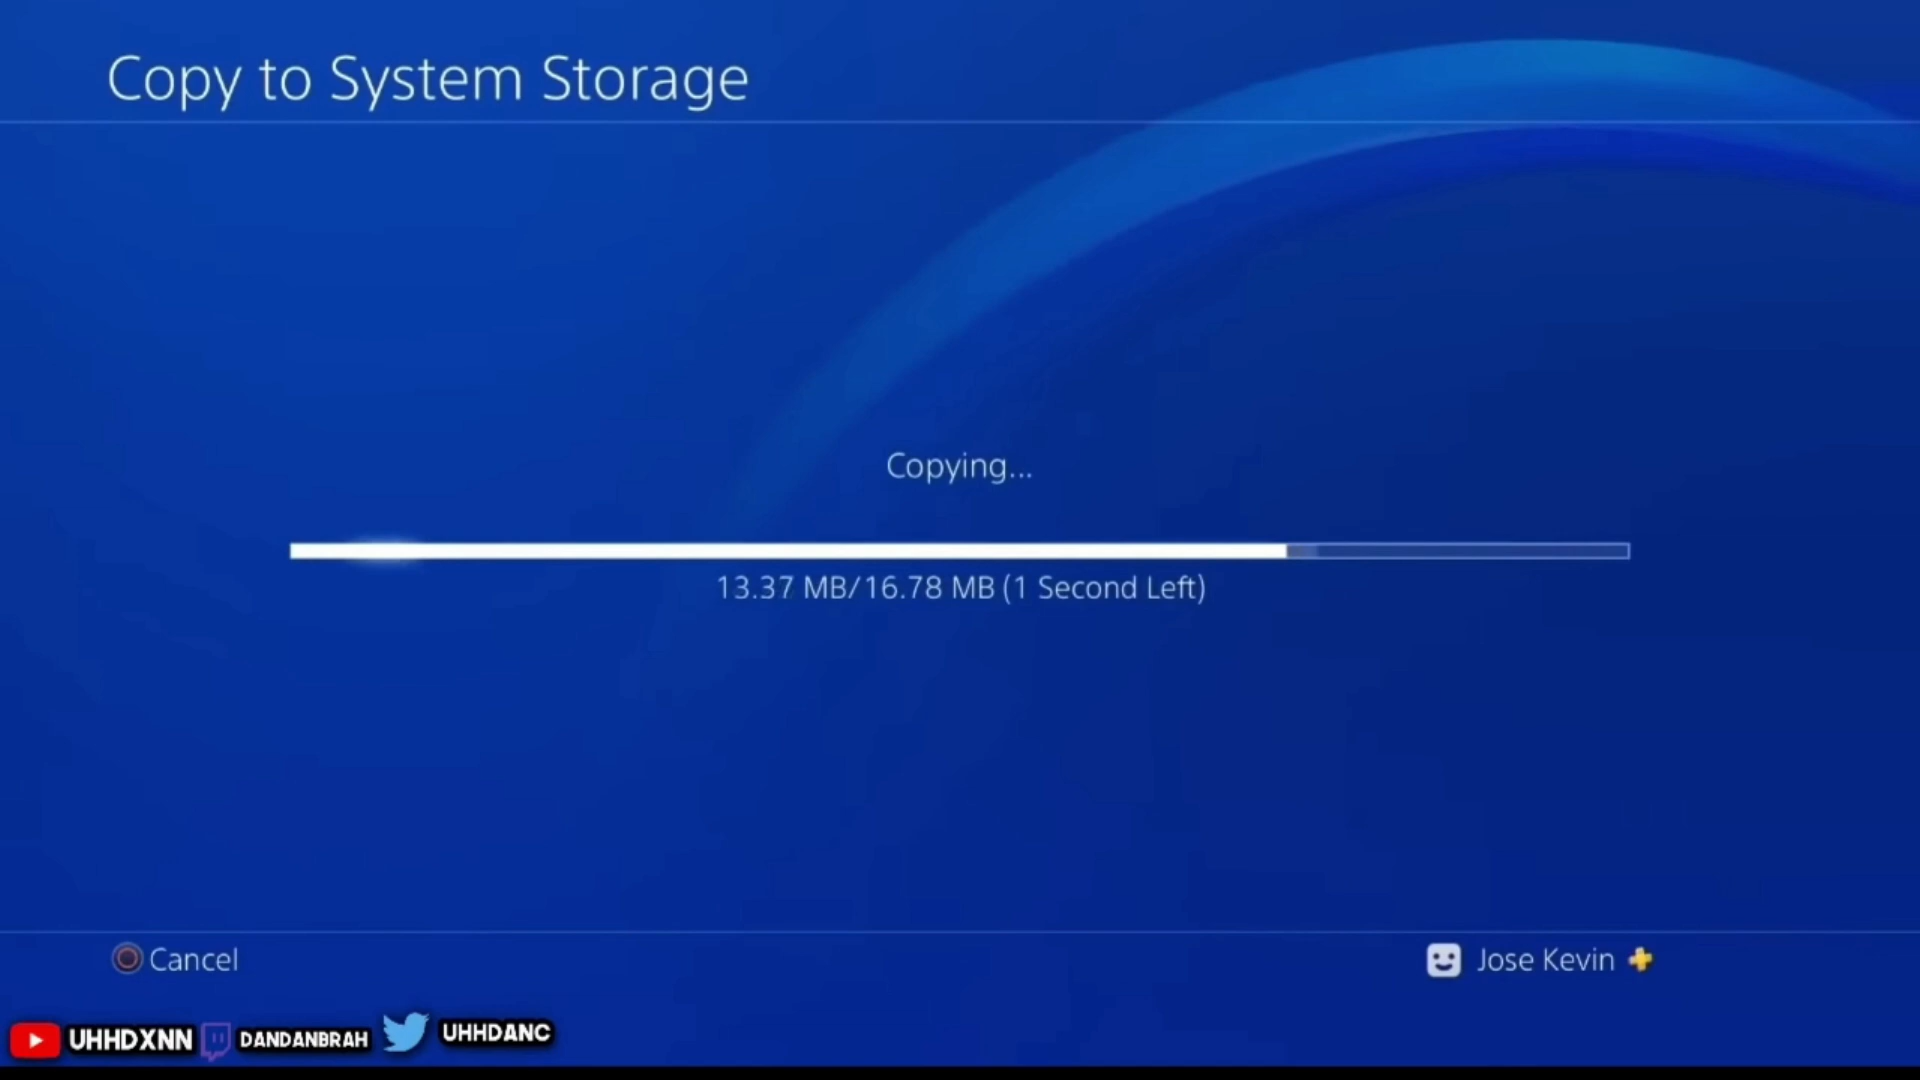 Copy to System Storage
Copying...
13.37 MB/16.78 MB (1 Second Left)
Cancel
Jose Kevin
UHHDXNN
DANDANBRAH
UHHDANC